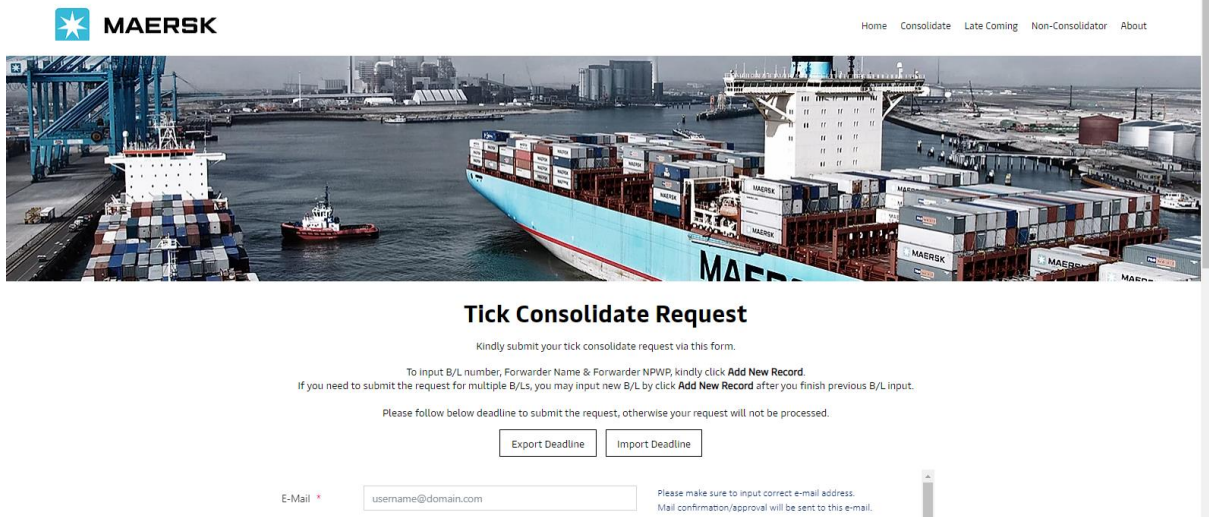 MAERSK
Home Consolidate Late Coming Non-Consolidator About
MAERSK
MAERSK
MAERSK
MAERSK
Tick Consolidate Request
Kindly submit your tick consolidate request via this form.
To input B/L number, Forwarder Name & Forwarder NPWP, kindly click Add New Record.
If you need to submit the request for multiple B/Ls, you may input new B/L by click Add New Record after you finish previous B/L input.
Please follow below deadline to submit the request, otherwise your request will not be processed.
Export Deadline Import Deadline
E-Mail * username@domain.com Please make sure to input correct e-mail address.
Mail confirmation/approval will be sent to this e-mail.